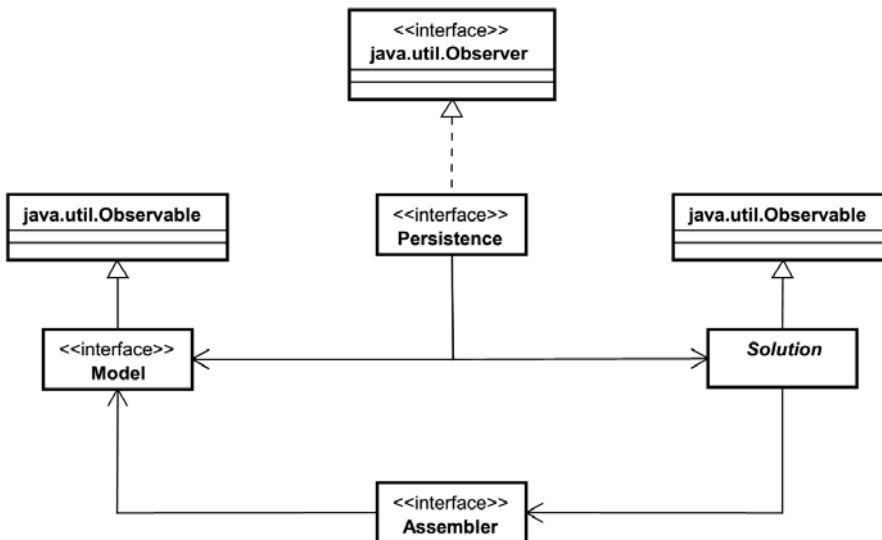 <<interface>>
java.util.Observer
java.util.Observable
<<interface>>
Persistence
java.util.Observable
<<interface>>
Model
Solution
<<interface>>
Assembler